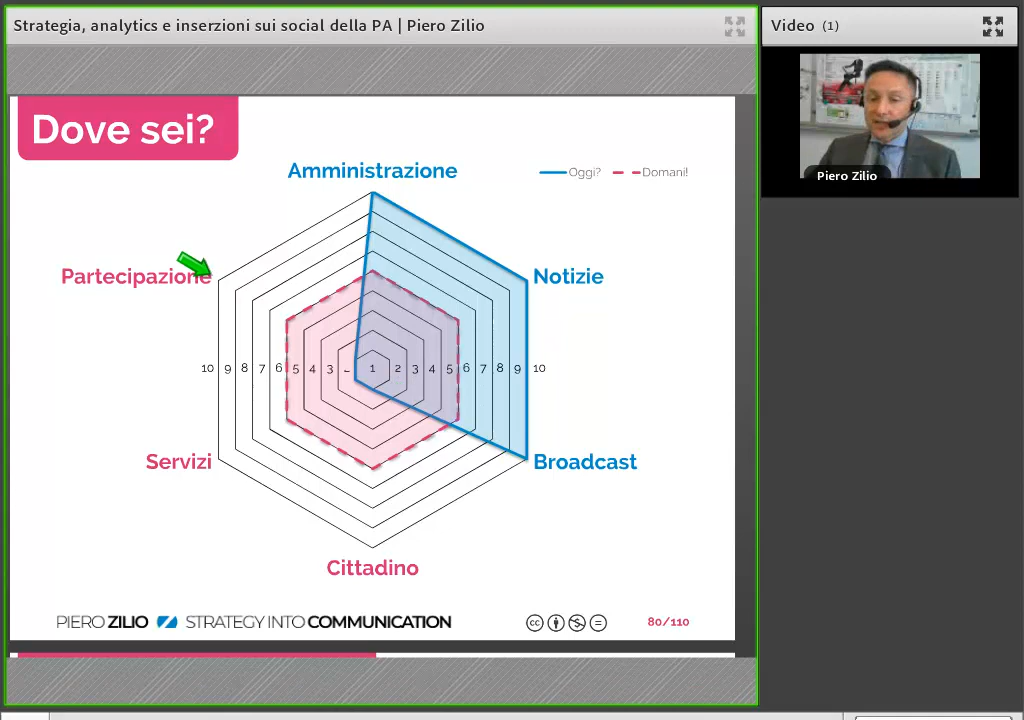 Strategia, analytics e inserzioni sui social della PA | Piero Zilio
Video (1)
Piero Zilio
Dove sei?
Amministrazione
Oggi? Domani!
Partecipazione
Notizie
10 9 8 7 6 5 4 3 1 2 3 4 5 6 7 8 9 10
Servizi
Broadcast
Cittadino
PIERO ZILIO STRATEGY INTO COMMUNICATION
cc
80/110